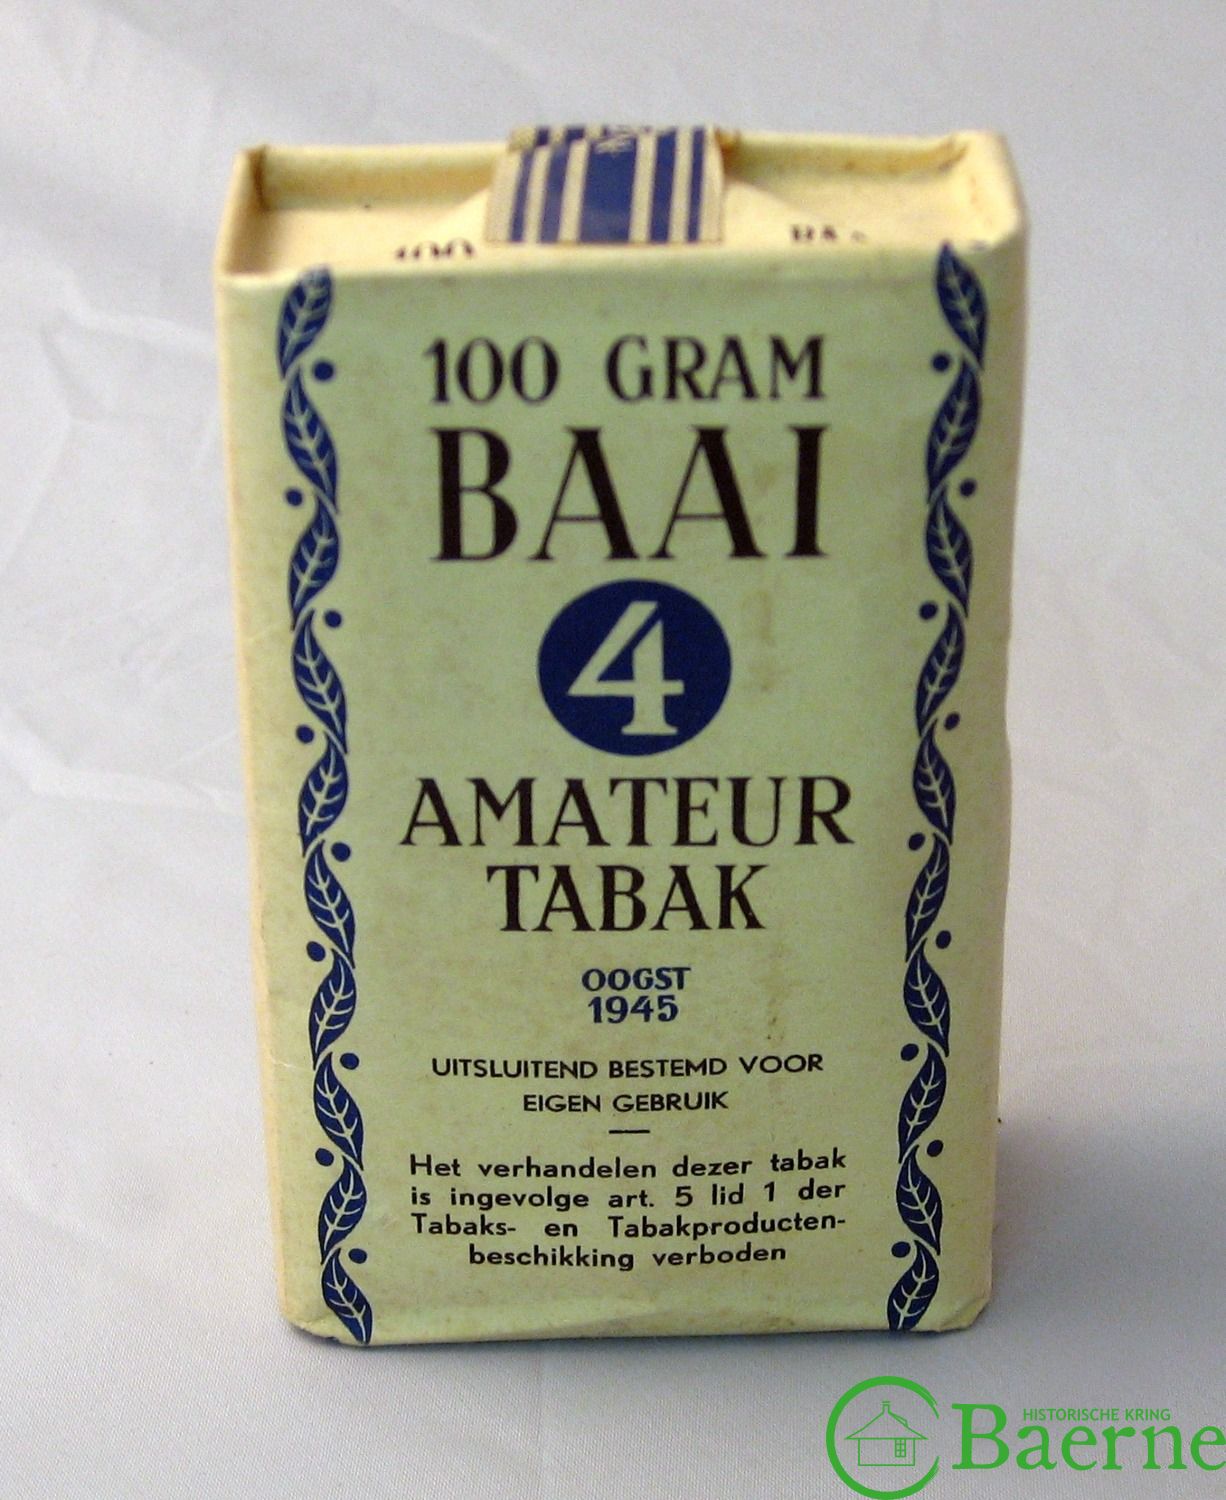 100 GRAM
BAAI
4
AMATEUR
TABAK
OOGST
1945
UITSLUITEND BESTEMD VOOR
EIGEN GEBRUIK
Het verhandelen dezer tabak
is ingevolge art. 5 lid 1 der
Tabaks- en Tabakproducten-
beschikking verboden
HISTORISCHE KRING
Baerne